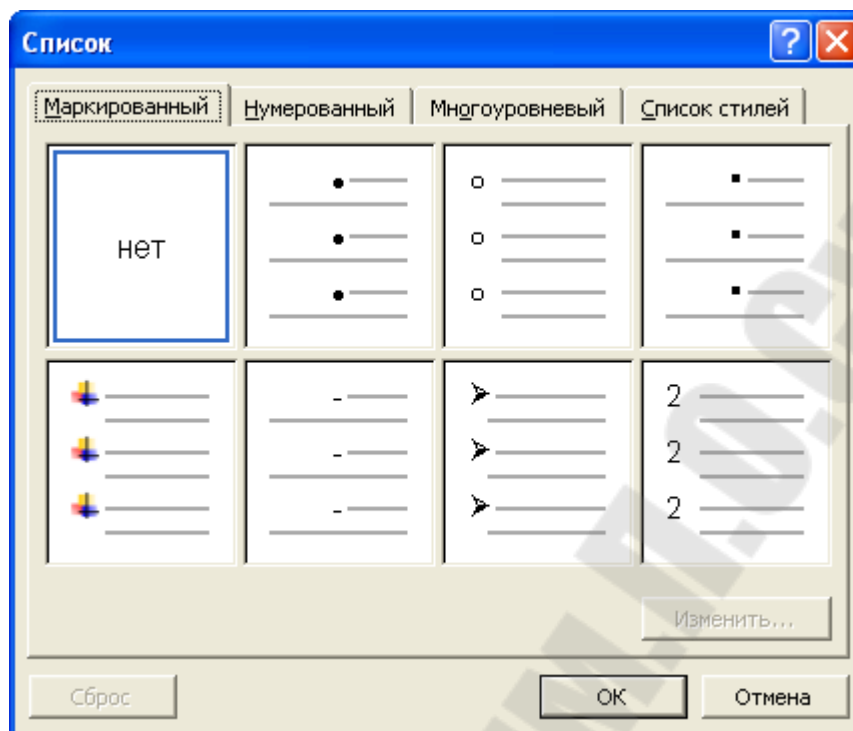 Список
Маркированный Нумерованный Многоуровневый Список стилей
нет
2
2
2
Изменить...
Сброс ОК Отмена